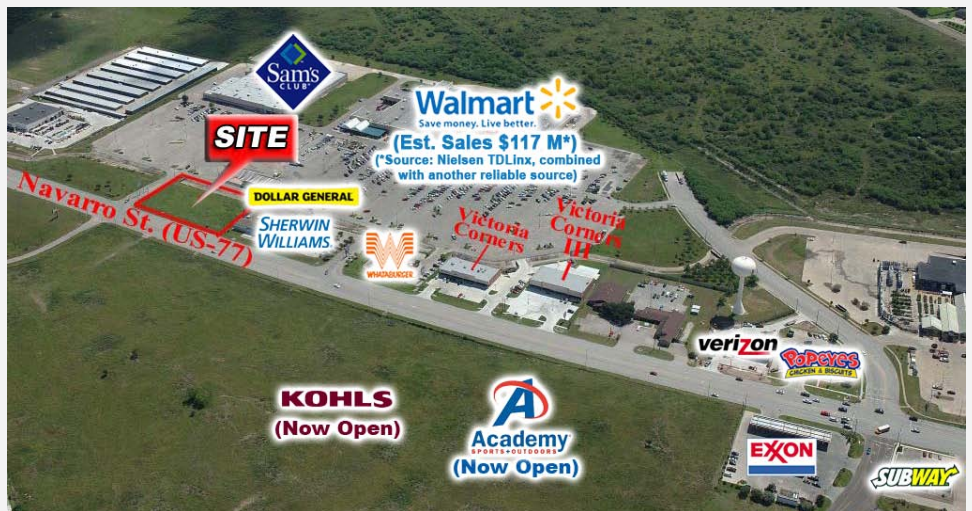 Sam's
CLUB
SITE
Walmart
Save money. Live better.
(Est. Sales $117 M*)
(*Source: Nielsen TDLinx, combined
with another reliable source)
Navarro St. (US-77)
DOLLAR GENERAL
SHERWIN
WILLIAMS.
WHATABURGER
Victoria
Corners
Victoria
Corners
III
verizon
POPEYES
CHICKEN & BISCUITS
KOHLS
(Now Open)
Academy
SPORTS+OUTDOORS
(Now Open)
EXXON
SUBWAY